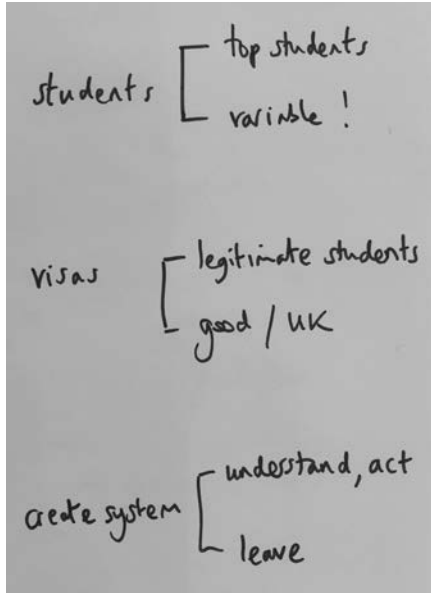 top students
students
variable !
legitimate students
visas
good / UK
understand, act
create system
leave